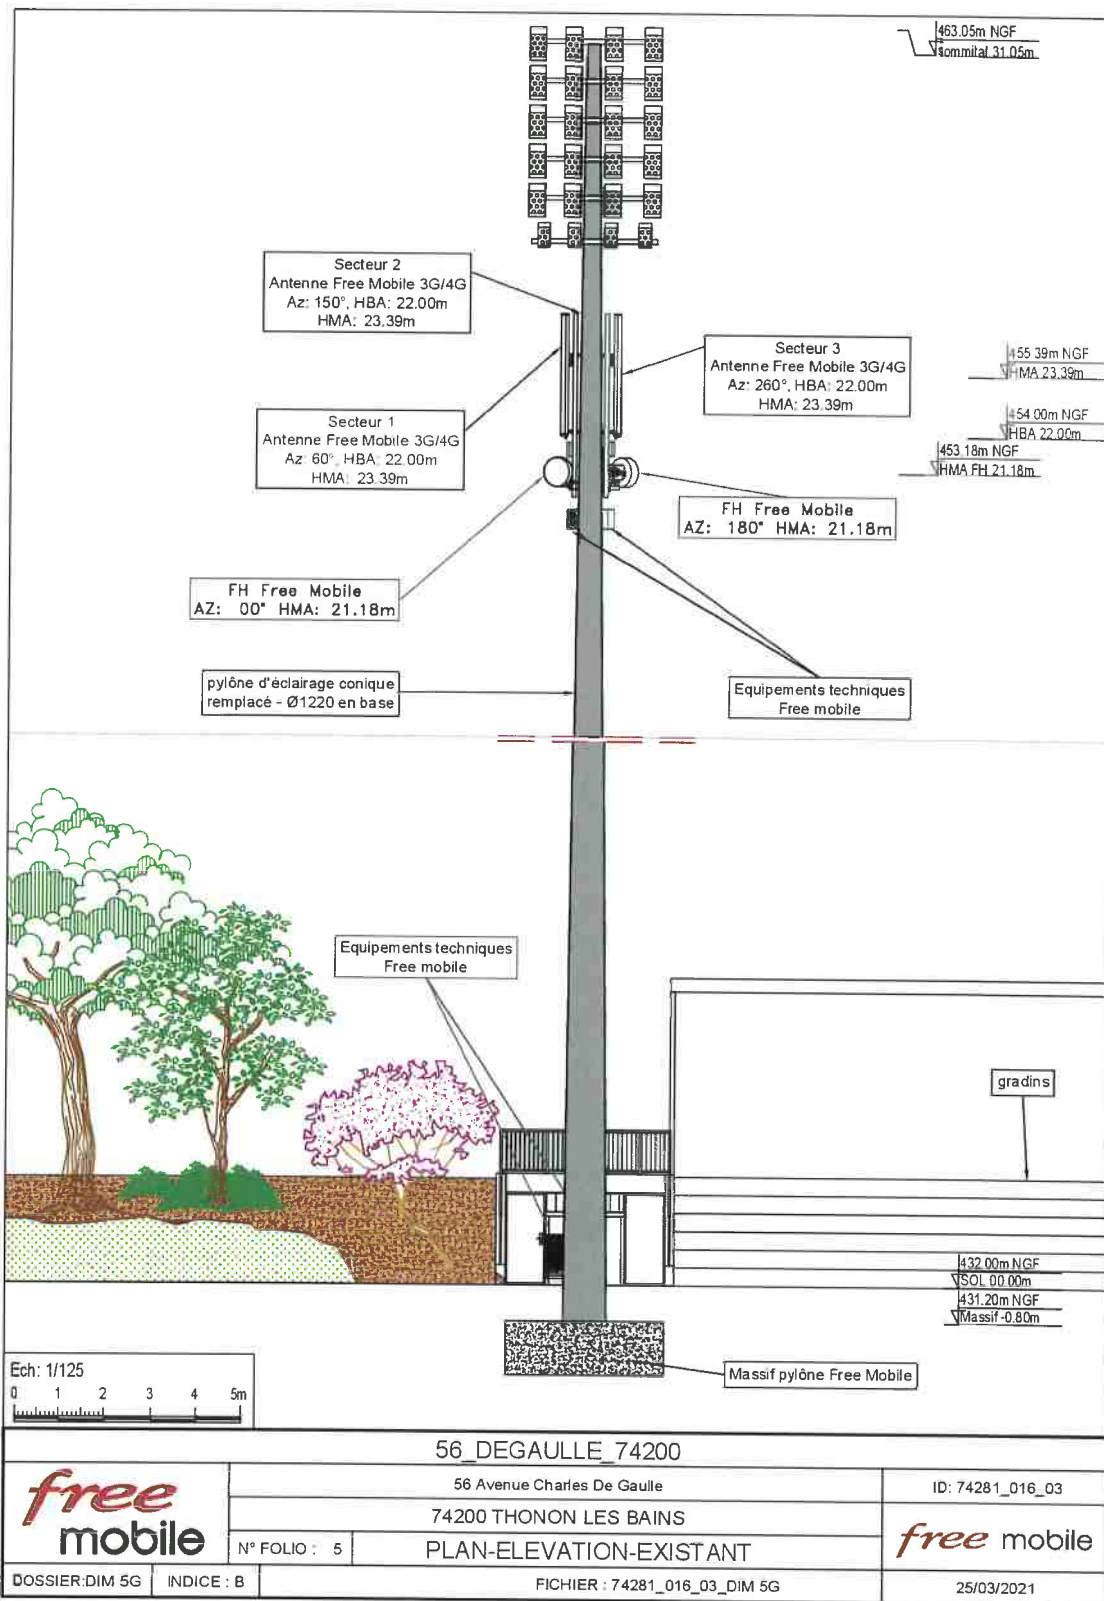 463.05m NGF
sommital 31.05m
Secteur 2
Antenne Free Mobile 3G/4G
Az: 150°, HBA: 22.00m
HMA: 23.39m
Secteur 3
Antenne Free Mobile 3G/4G
Az: 260°, HBA: 22.00m
HMA: 23.39m
455.39m NGF
HMA 23.39m
Secteur 1
Antenne Free Mobile 3G/4G
Az: 60°, HBA: 22.00m
HMA: 23.39m
454.00m NGF
HBA 22.00m
453.18m NGF
HMA FH 21.18m
FH Free Mobile
AZ: 180° HMA: 21.18m
FH Free Mobile
AZ: 00° HMA: 21.18m
pylône d'éclairage conique
remplacé - Ø1220 en base
Equipements techniques
Free mobile
Equipements techniques
Free mobile
gradins
432.00m NGF
SOL 00.00m
431.20m NGF
Massif -0.80m
Massif pylône Free Mobile
Ech: 1/125
0 1 2 3 4 5m
56_DEGAULLE_74200
free
mobile
56 Avenue Charles De Gaulle
ID: 74281_016_03
74200 THONON LES BAINS
free mobile
N° FOLIO : 5
PLAN-ELEVATION-EXISTANT
DOSSIER:DIM 5G
INDICE : B
FICHIER : 74281_016_03_DIM 5G
25/03/2021